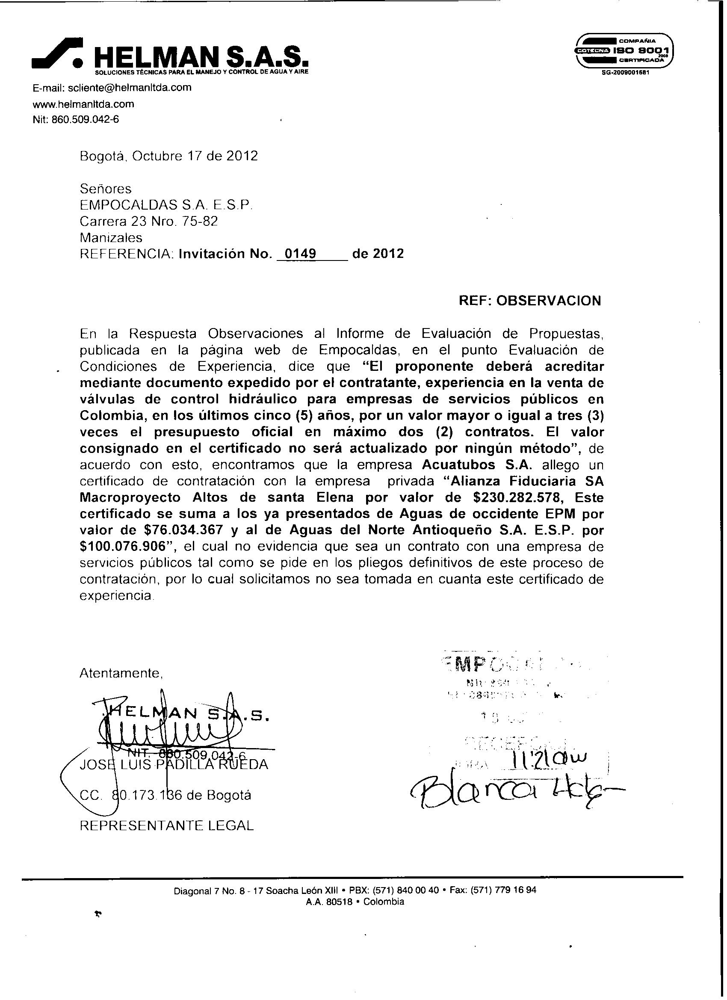 HELMAN S.A.S.
SOLUCIONES TÉCNICAS PARA EL MANEJO Y CONTROL DE AGUA Y AIRE
COMPAÑIA
COTECNA ISO 9001
2008
CERTIFICADA
SG-2009001681
E-mail: scliente@helmanltda.com
www.helmanltda.com
Nit: 860.509.042-6
Bogotá, Octubre 17 de 2012
Señores
EMPOCALDAS S.A. E.S.P.
Carrera 23 Nro. 75-82
Manizales
REFERENCIA: Invitación No. 0149 de 2012
REF: OBSERVACION
En la Respuesta Observaciones al Informe de Evaluación de Propuestas,
publicada en la página web de Empocaldas, en el punto Evaluación de
Condiciones de Experiencia, dice que “El proponente deberá acreditar
mediante documento expedido por el contratante, experiencia en la venta de
válvulas de control hidráulico para empresas de servicios públicos en
Colombia, en los últimos cinco (5) años, por un valor mayor o igual a tres (3)
veces el presupuesto oficial en máximo dos (2) contratos. El valor
consignado en el certificado no será actualizado por ningún método”, de
acuerdo con esto, encontramos que la empresa Acuatubos S.A. allego un
certificado de contratación con la empresa privada “Alianza Fiduciaria SA
Macroproyecto Altos de santa Elena por valor de $230.282.578, Este
certificado se suma a los ya presentados de Aguas de occidente EPM por
valor de $76.034.367 y al de Aguas del Norte Antioqueño S.A. E.S.P. por
$100.076.906”, el cual no evidencia que sea un contrato con una empresa de
servicios públicos tal como se pide en los pliegos definitivos de este proceso de
contratación, por lo cual solicitamos no sea tomada en cuanta este certificado de
experiencia.
Atentamente,
HELMAN S.A.S.
NIT. 860.509.042-6
JOSE LUIS PADILLA RUEDA
CC. 80.173.136 de Bogotá
REPRESENTANTE LEGAL
11:21am
Blanca
Diagonal 7 No. 8 - 17 Soacha León XIII • PBX: (571) 840 00 40 • Fax: (571) 779 16 94
A.A. 80518 • Colombia